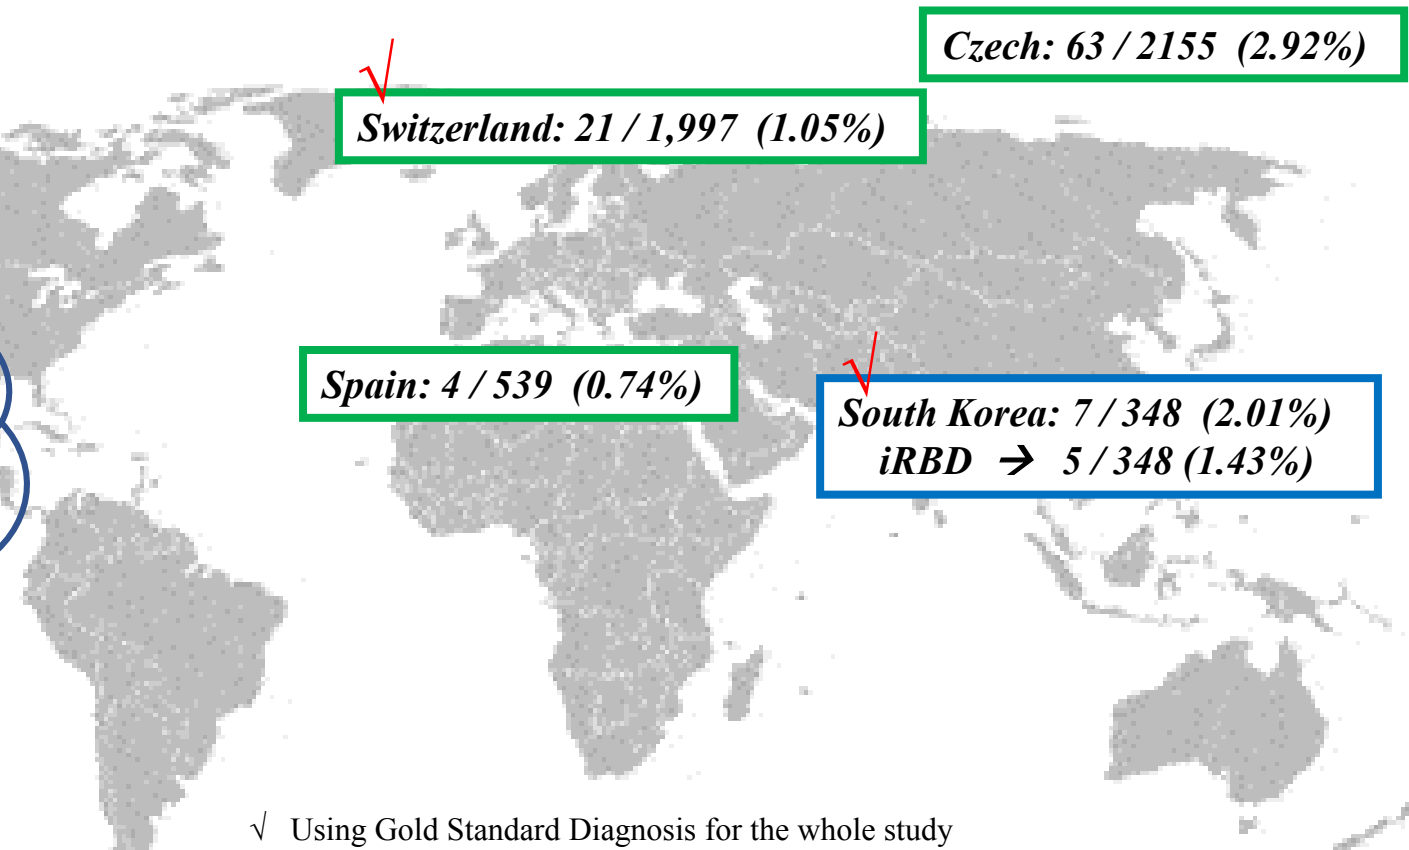 Czech: 63 / 2155 (2.92%)
√
Switzerland: 21 / 1,997 (1.05%)
Spain: 4 / 539 (0.74%)
√
South Korea: 7 / 348 (2.01%)
iRBD → 5 / 348 (1.43%)
√ Using Gold Standard Diagnosis for the whole study